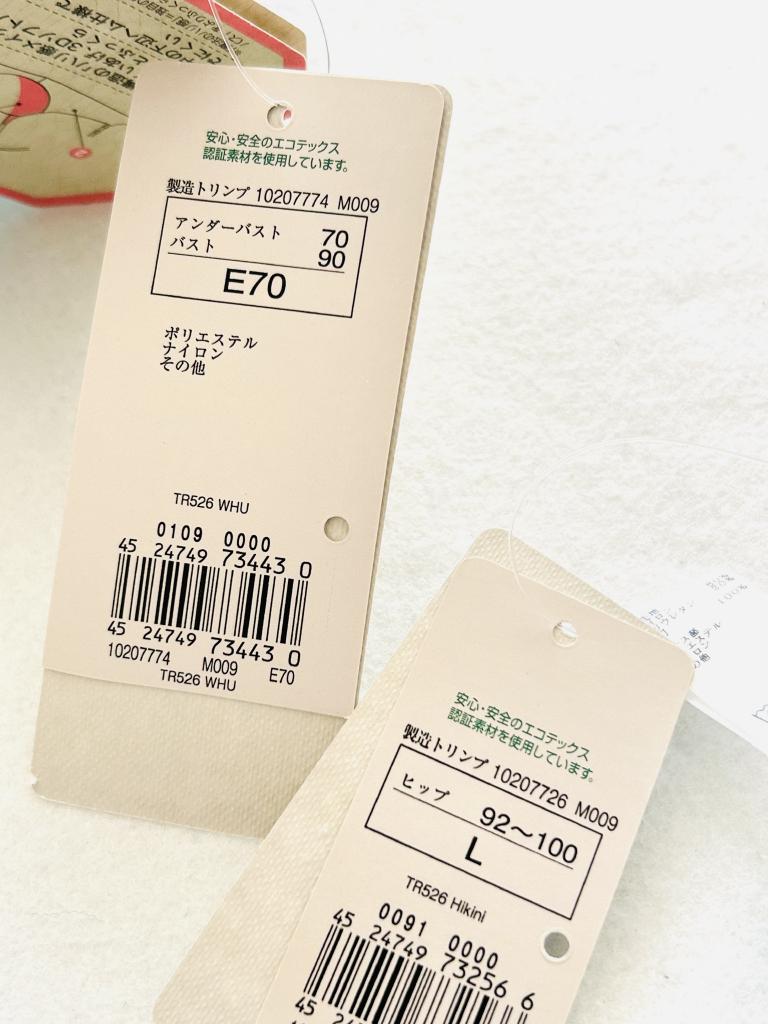 安心・安全のエコテックス
認証素材を使用しています。
製造トリンプ 10207774 M009
アンダーバスト 70
バスト 90
E70
ポリエステル
ナイロン
その他
TR526 WHU
0109 0000
45 24749 73443 0
45 24749 73443 0
10207774 M009 E70
TR526 WHU
安心・安全のエコテックス
認証素材を使用しています。
製造トリンプ 10207726 M009
ヒップ 92〜100
L
TR526 Hikini
0091 0000
45 24749 73256 6
45